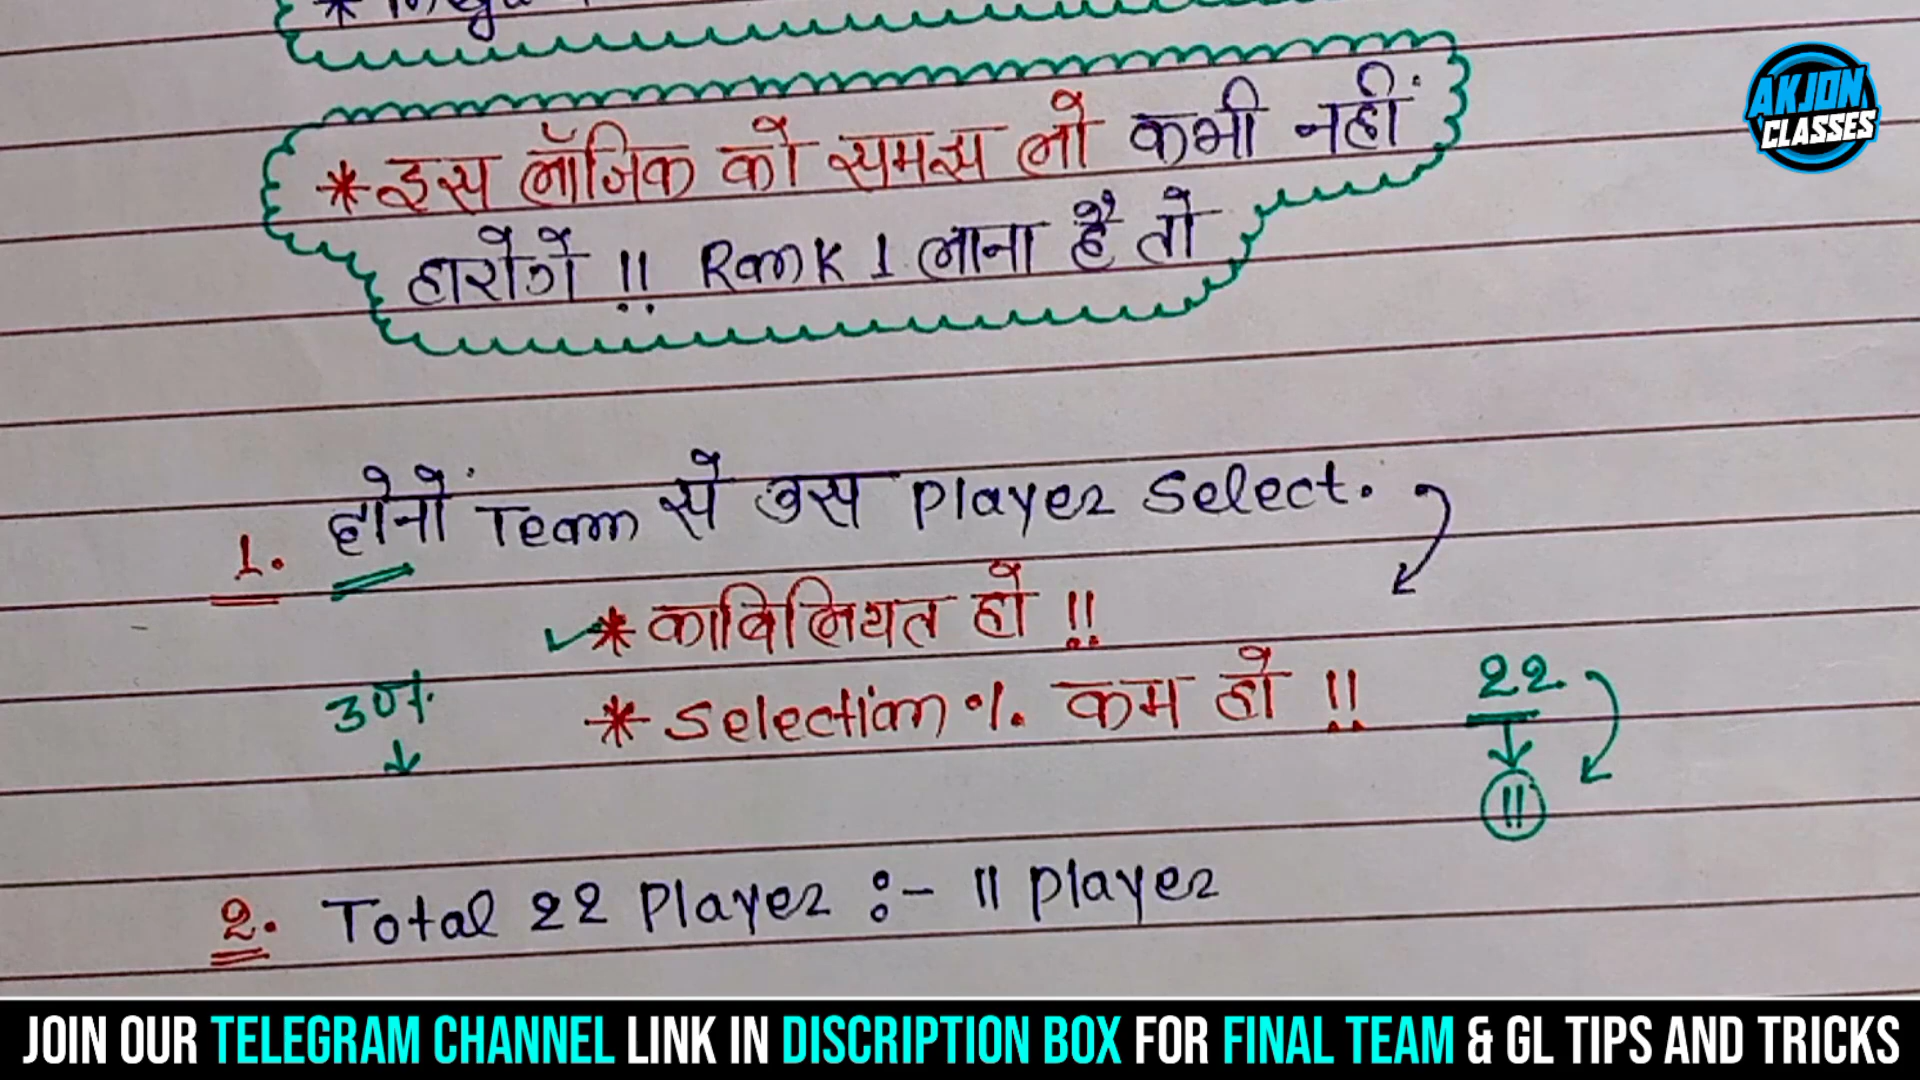 AKJON
CLASSES
* इस लॉजिक को समझ लो कभी नहीं
हारोगे !! Rank 1 लाना है तो
1. दोनों Team से उस Player Select.
* काबिलियत हो !!
30%
* Selection %. कम हो !!
22
11
2. Total 22 Player :- 11 Player
JOIN OUR TELEGRAM CHANNEL LINK IN DISCRIPTION BOX FOR FINAL TEAM & GL TIPS AND TRICKS